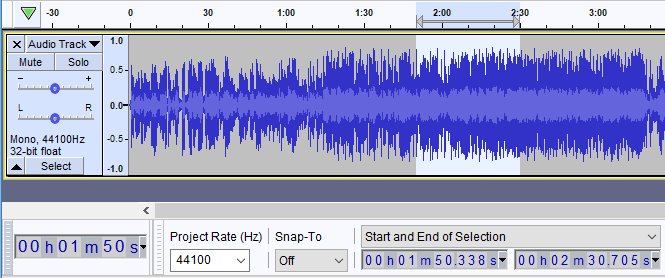 -30 0 30 1:00 1:30 2:00 2:30 3:00
Audio Track
Mute Solo
- +
L R
Mono, 44100Hz
32-bit float
Select
1.0
0.5
0.0
-0.5
-1.0
Project Rate (Hz) Snap-To Start and End of Selection
00 h 01 m 50 s 44100 Off 00 h 01 m 50.338 s 00 h 02 m 30.705 s